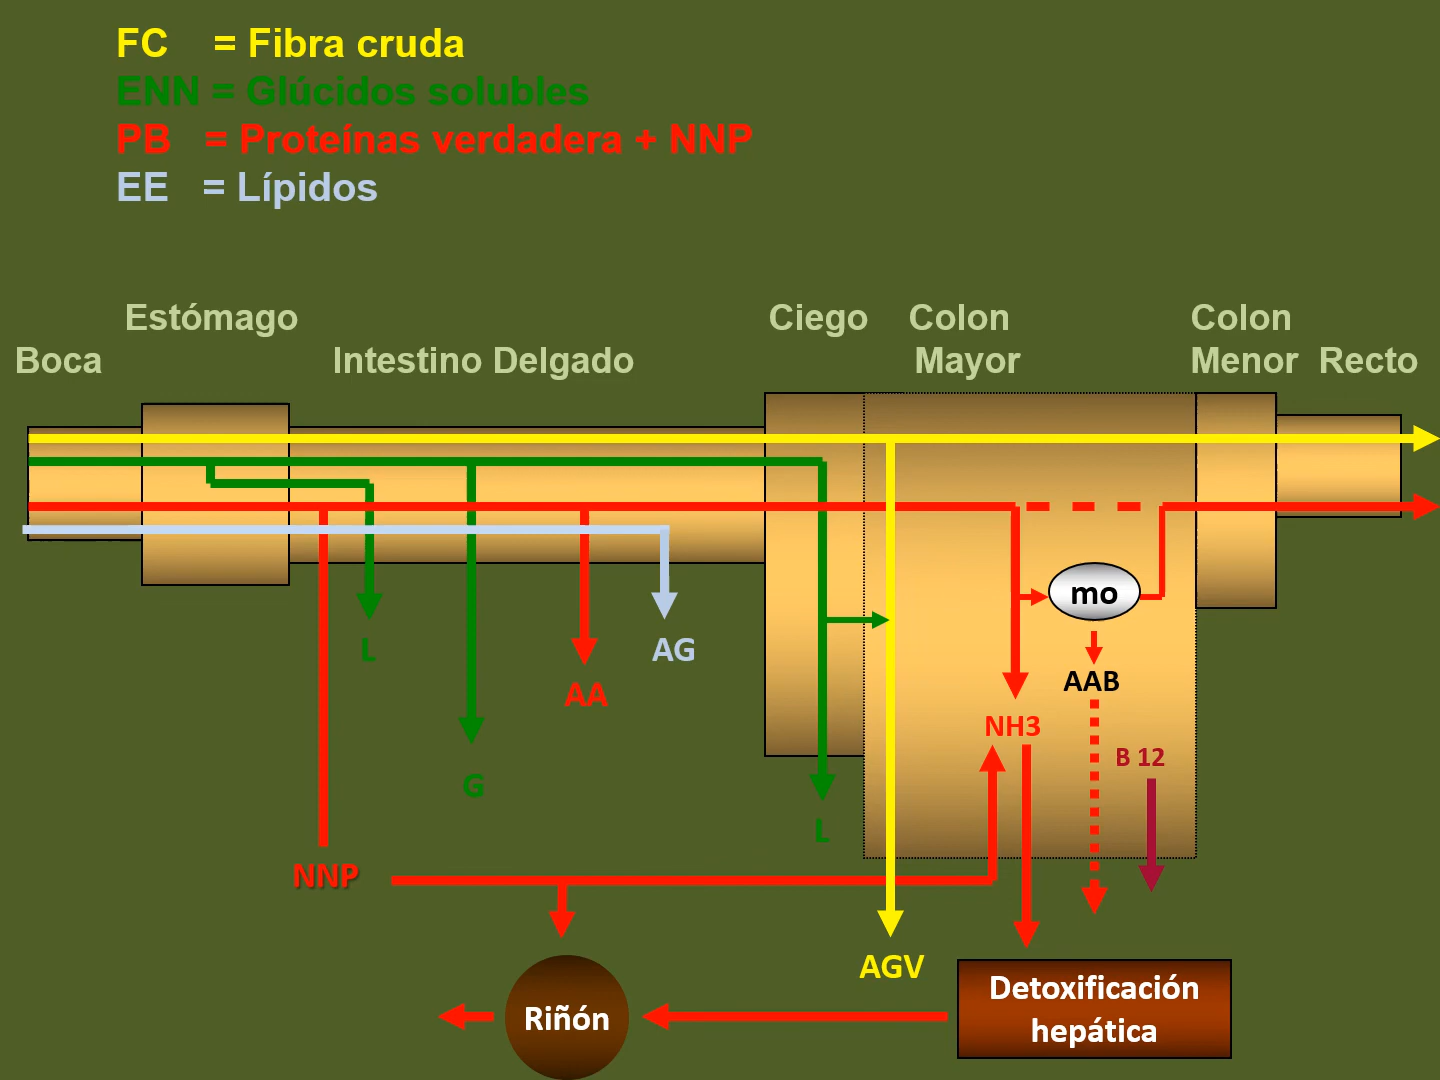 FC = Fibra cruda
ENN = Glúcidos solubles
PB = Proteínas verdadera + NNP
EE = Lípidos
Estómago
Ciego
Colon
Colon
Boca
Intestino Delgado
Mayor
Menor
Recto
mo
L
AG
AAB
AA
NH3
B 12
G
L
NNP
AGV
Detoxificación
hepática
Riñón